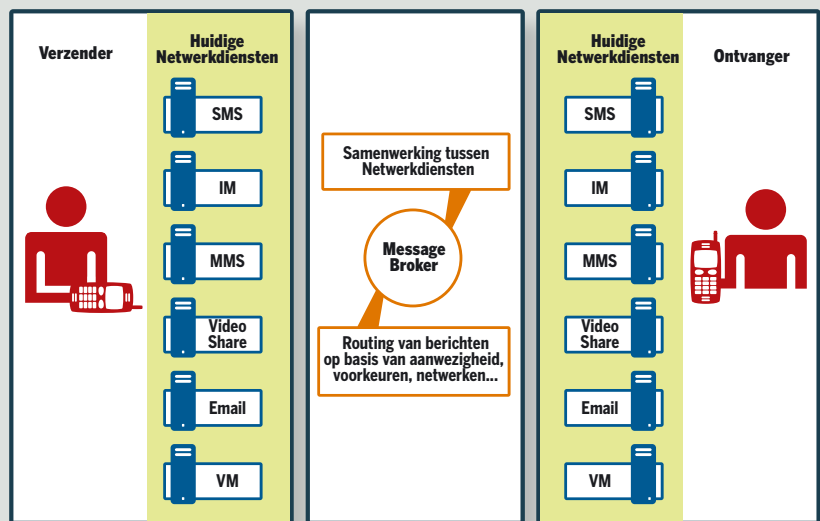 Verzender
Huidige
Netwerkdiensten
SMS
IM
MMS
Video
Share
Email
VM
Samenwerking tussen
Netwerkdiensten
Message
Broker
Routing van berichten
op basis van aanwezigheid,
voorkeuren, netwerken...
Huidige
Netwerkdiensten
SMS
IM
MMS
Video
Share
Email
VM
Ontvanger